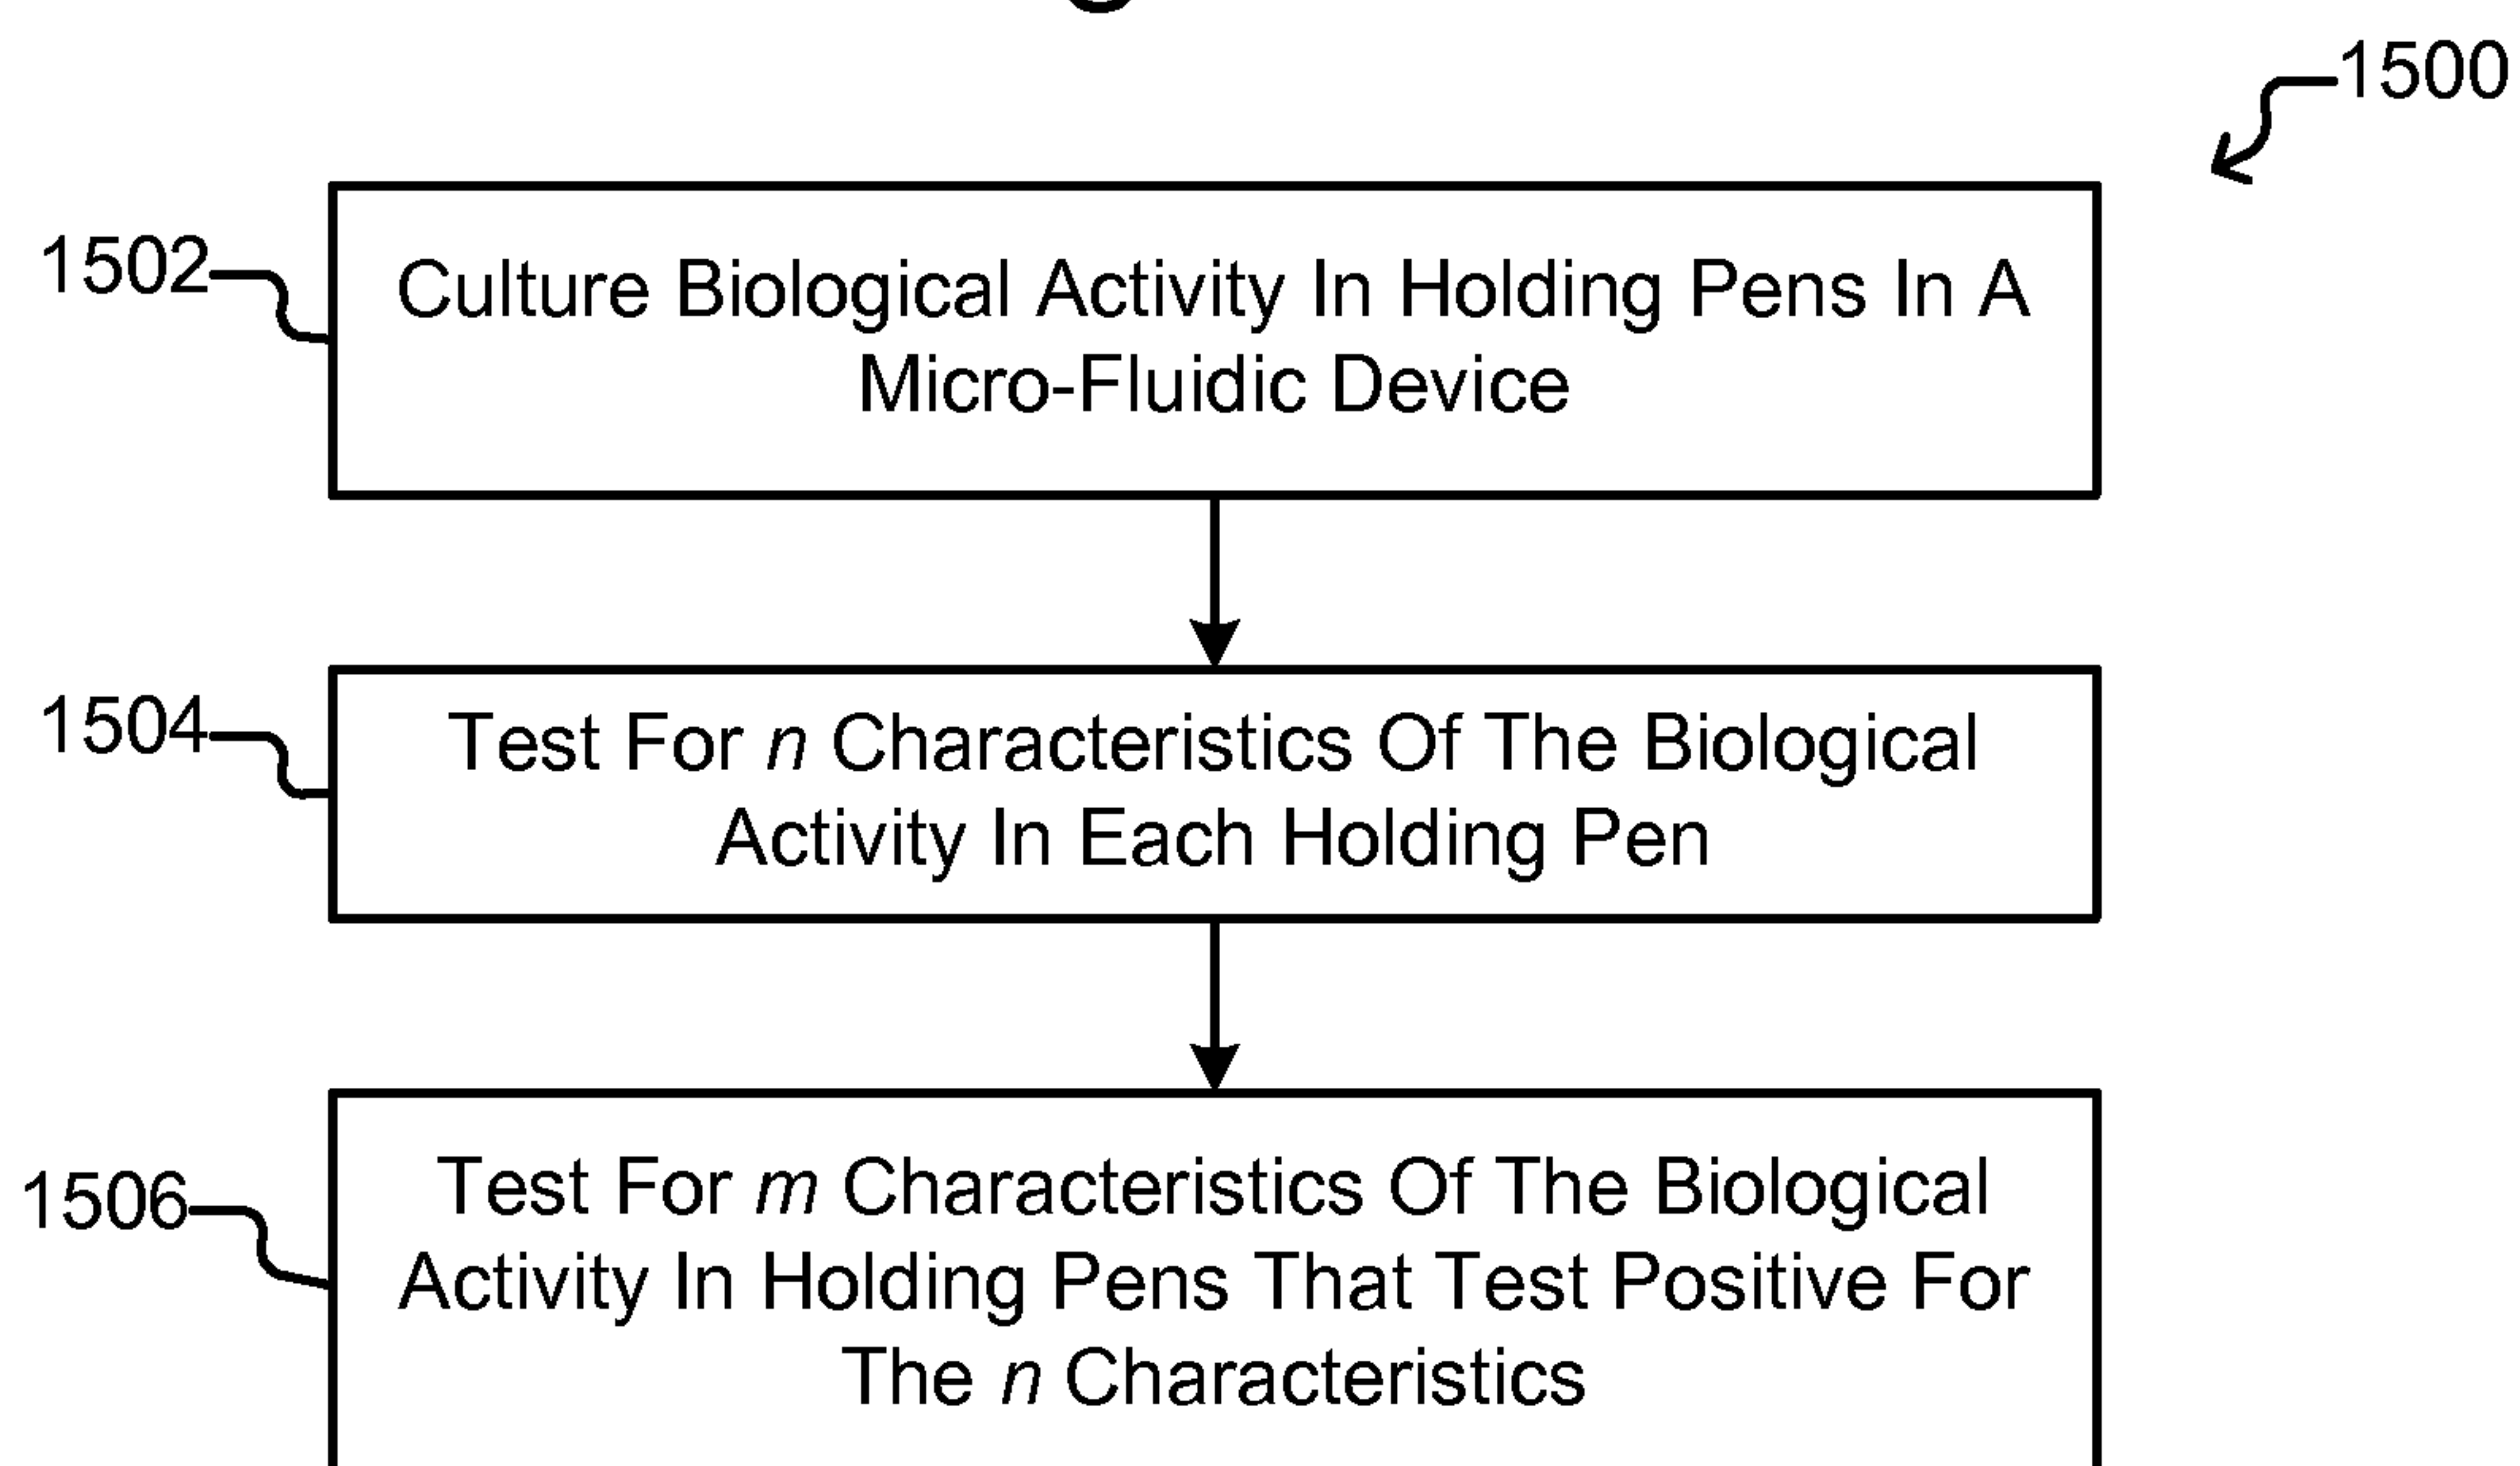 1500
1502
Culture Biological Activity In Holding Pens In A
Micro-Fluidic Device
1504
Test For n Characteristics Of The Biological
Activity In Each Holding Pen
1506
Test For m Characteristics Of The Biological
Activity In Holding Pens That Test Positive For
The n Characteristics